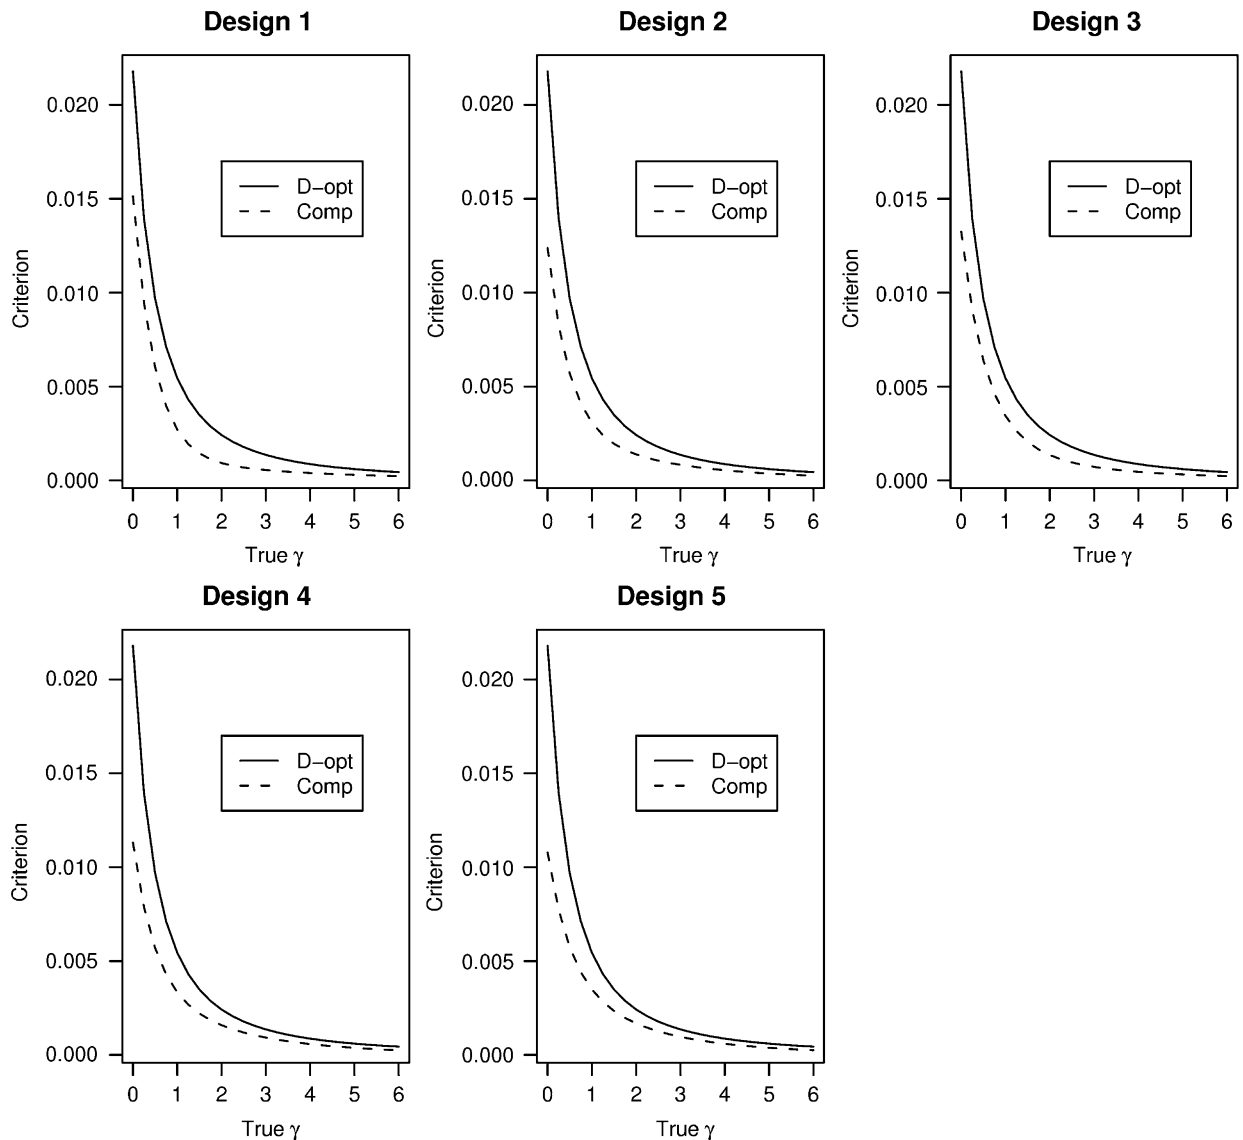 Design 1
Criterion
0.020
0.015
0.010
0.005
0.000
D−opt
Comp
0 1 2 3 4 5 6
True γ
Design 2
Criterion
0.020
0.015
0.010
0.005
0.000
D−opt
Comp
0 1 2 3 4 5 6
True γ
Design 3
Criterion
0.020
0.015
0.010
0.005
0.000
D−opt
Comp
0 1 2 3 4 5 6
True γ
Design 4
Criterion
0.020
0.015
0.010
0.005
0.000
D−opt
Comp
0 1 2 3 4 5 6
True γ
Design 5
Criterion
0.020
0.015
0.010
0.005
0.000
D−opt
Comp
0 1 2 3 4 5 6
True γ